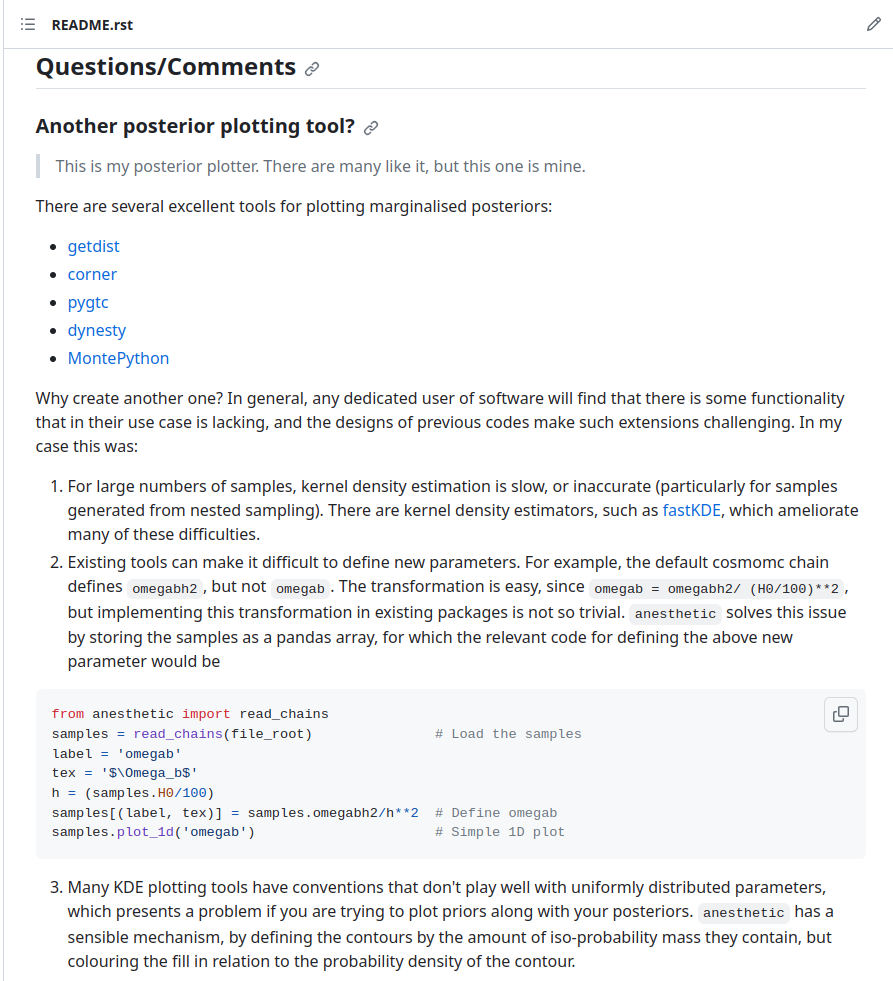 README.rst
Questions/Comments
Another posterior plotting tool?
This is my posterior plotter. There are many like it, but this one is mine.
There are several excellent tools for plotting marginalised posteriors:
getdist
corner
pygtc
dynesty
MontePython
Why create another one? In general, any dedicated user of software will find that there is some functionality
that in their use case is lacking, and the designs of previous codes make such extensions challenging. In my
case this was:
1. For large numbers of samples, kernel density estimation is slow, or inaccurate (particularly for samples
generated from nested sampling). There are kernel density estimators, such as fastKDE, which ameliorate
many of these difficulties.
2. Existing tools can make it difficult to define new parameters. For example, the default cosmomc chain
defines omegabh2, but not omegab. The transformation is easy, since omegab = omegabh2/ (H0/100)**2,
but implementing this transformation in existing packages is not so trivial. anesthetic solves this issue
by storing the samples as a pandas array, for which the relevant code for defining the above new
parameter would be
from anesthetic import read_chains
samples = read_chains(file_root)               # Load the samples
label = 'omegab'
tex = '$\Omega_b$'
h = (samples.H0/100)
samples[(label, tex)] = samples.omegabh2/h**2  # Define omegab
samples.plot_1d('omegab')                      # Simple 1D plot
3. Many KDE plotting tools have conventions that don't play well with uniformly distributed parameters,
which presents a problem if you are trying to plot priors along with your posteriors. anesthetic has a
sensible mechanism, by defining the contours by the amount of iso-probability mass they contain, but
colouring the fill in relation to the probability density of the contour.